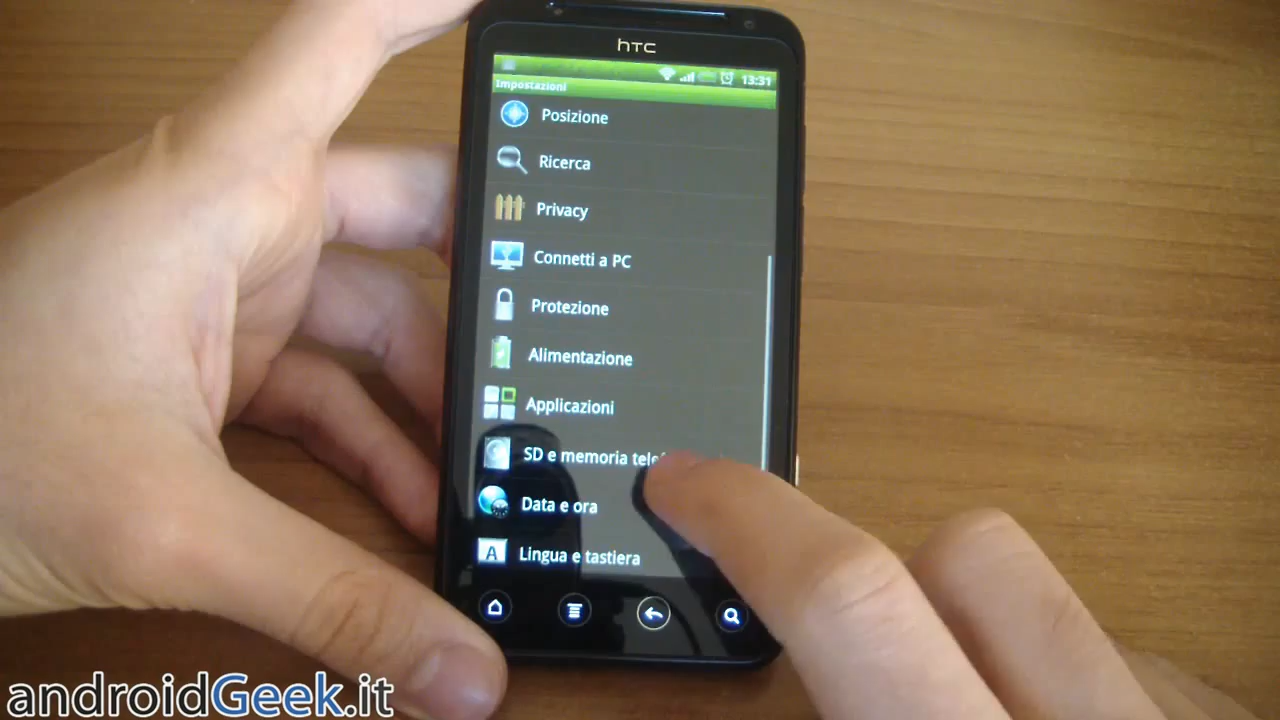 hTC
13:31
Impostazioni
Posizione
Ricerca
Privacy
Connetti a PC
Protezione
Alimentazione
Applicazioni
SD e memoria
Data e ora
A
Lingua e tastiera
androidGeek.it